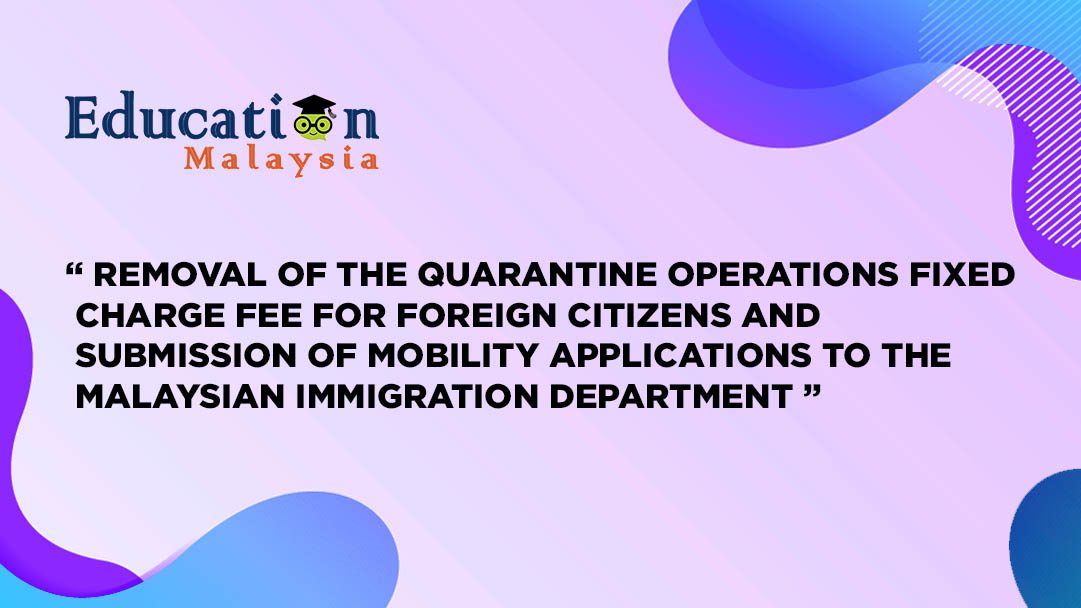 Education
Malaysia
“ REMOVAL OF THE QUARANTINE OPERATIONS FIXED
CHARGE FEE FOR FOREIGN CITIZENS AND
SUBMISSION OF MOBILITY APPLICATIONS TO THE
MALAYSIAN IMMIGRATION DEPARTMENT ”